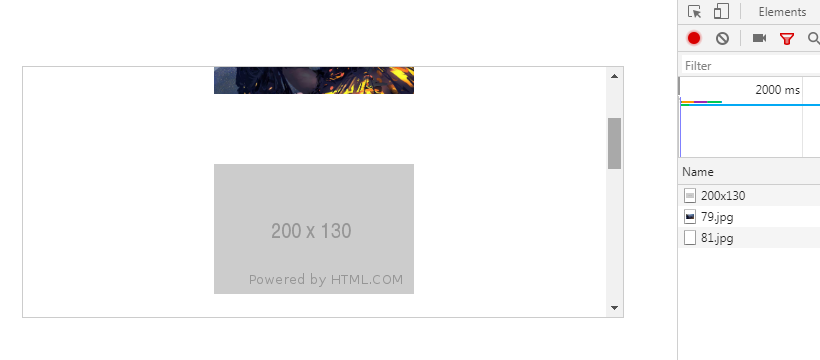 Elements
Filter
2000 ms
Name
200x130
79.jpg
81.jpg
200 x 130
Powered by HTML.COM